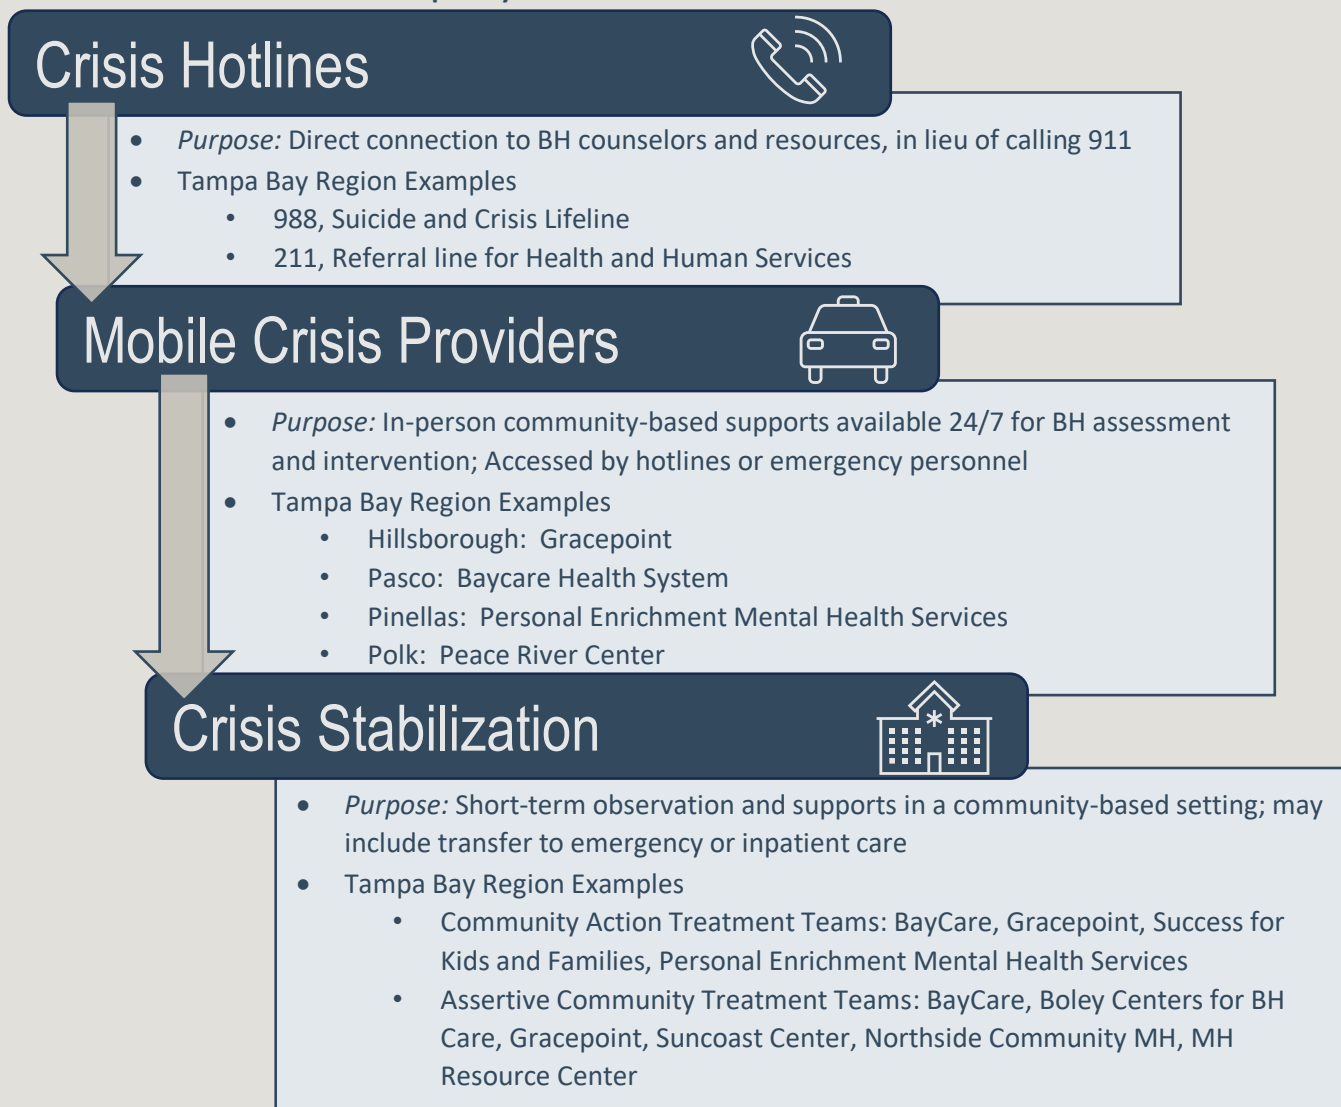 Crisis Hotlines
• Purpose: Direct connection to BH counselors and resources, in lieu of calling 911
• Tampa Bay Region Examples
• 988, Suicide and Crisis Lifeline
• 211, Referral line for Health and Human Services
Mobile Crisis Providers
• Purpose: In-person community-based supports available 24/7 for BH assessment
and intervention; Accessed by hotlines or emergency personnel
• Tampa Bay Region Examples
• Hillsborough: Gracepoint
• Pasco: Baycare Health System
• Pinellas: Personal Enrichment Mental Health Services
• Polk: Peace River Center
Crisis Stabilization
• Purpose: Short-term observation and supports in a community-based setting; may
include transfer to emergency or inpatient care
• Tampa Bay Region Examples
• Community Action Treatment Teams: BayCare, Gracepoint, Success for
Kids and Families, Personal Enrichment Mental Health Services
• Assertive Community Treatment Teams: BayCare, Boley Centers for BH
Care, Gracepoint, Suncoast Center, Northside Community MH, MH
Resource Center